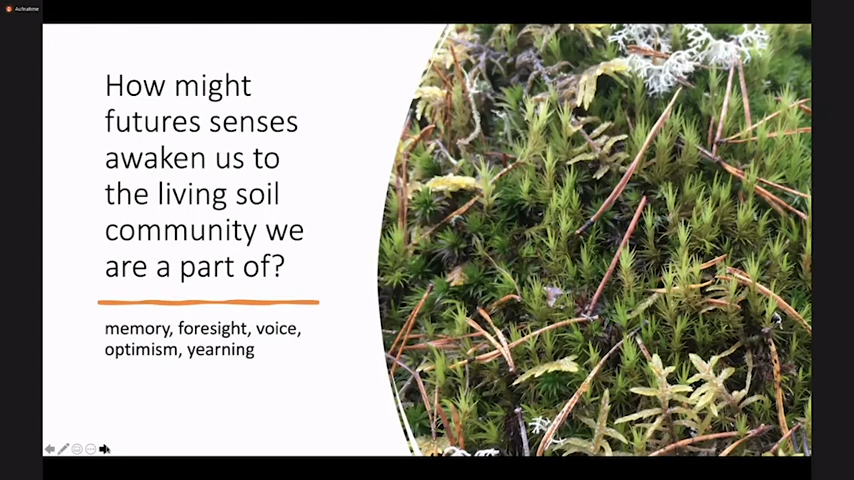 Aufnahme
How might
futures senses
awaken us to
the living soil
community we
are a part of?
memory, foresight, voice,
optimism, yearning